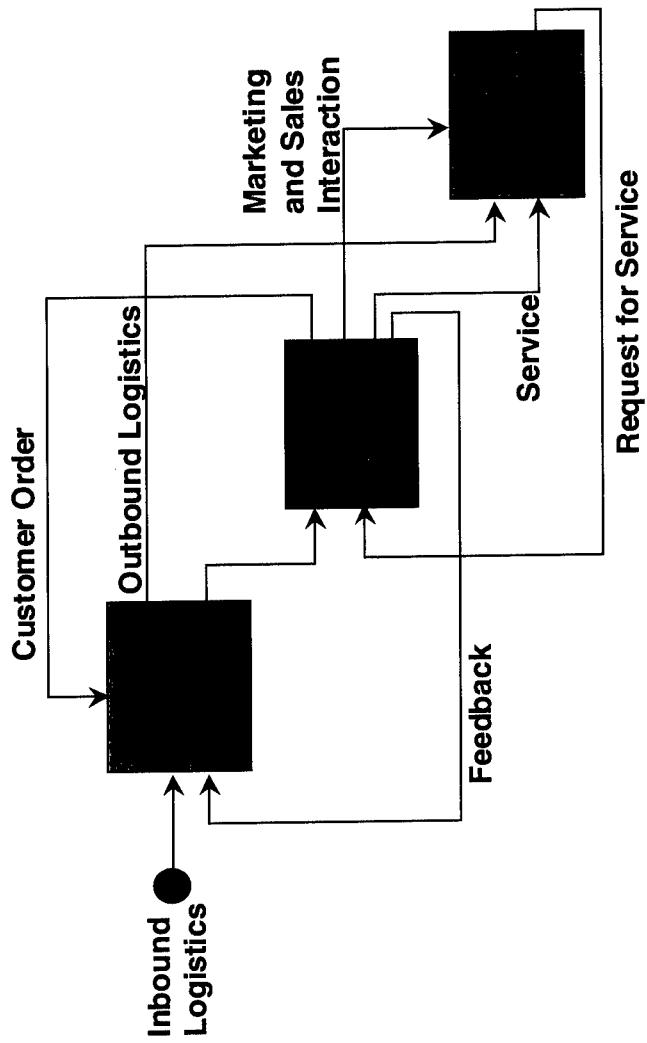 Customer Order
Outbound Logistics
Marketing
and Sales
Interaction
Inbound
Logistics
Feedback
Service
Request for Service